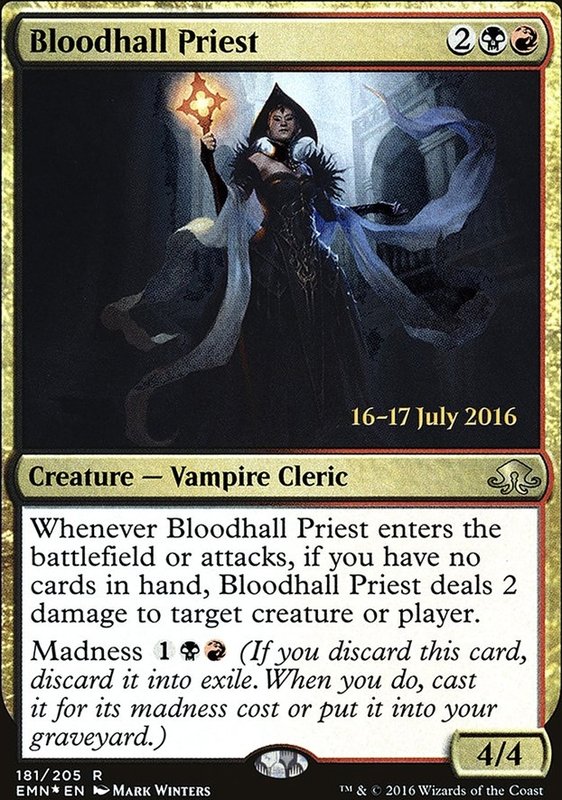 Bloodhall Priest 2
16–17 July 2016
Creature — Vampire Cleric
Whenever Bloodhall Priest enters the
battlefield or attacks, if you have no
cards in hand, Bloodhall Priest deals 2
damage to target creature or player.
Madness 1 (If you discard this card,
discard it into exile. When you do, cast
it for its madness cost or put it into your
graveyard.)
4/4
181/205 R
EMN★EN MARK WINTERS
™ & © 2016 Wizards of the Coast